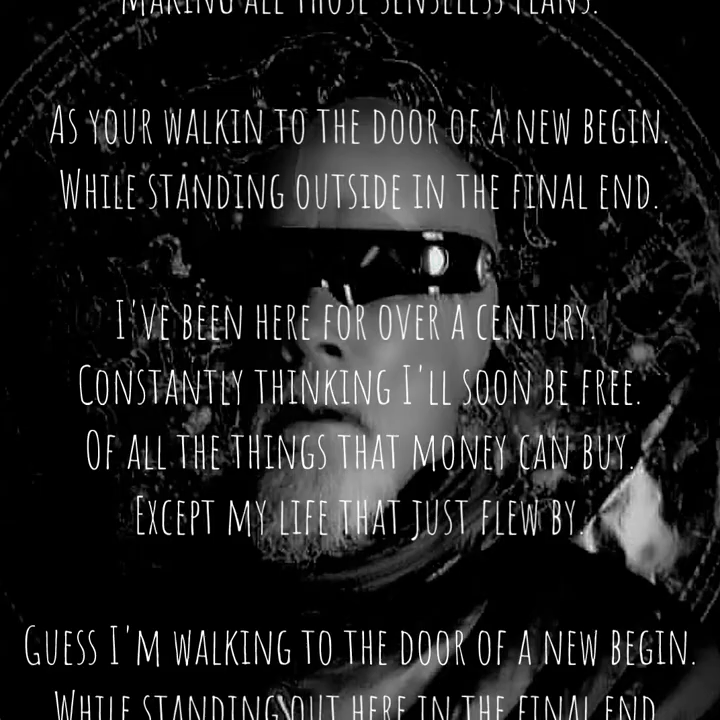 Making all those senseless plans.
As your walkin to the door of a new begin.
While standing outside in the final end.
I've been here for over a century.
Constantly thinking I'll soon be free.
Of all the things that money can buy.
Except my life that just flew by.
Guess I'm walking to the door of a new begin.
While standing out here in the final end.